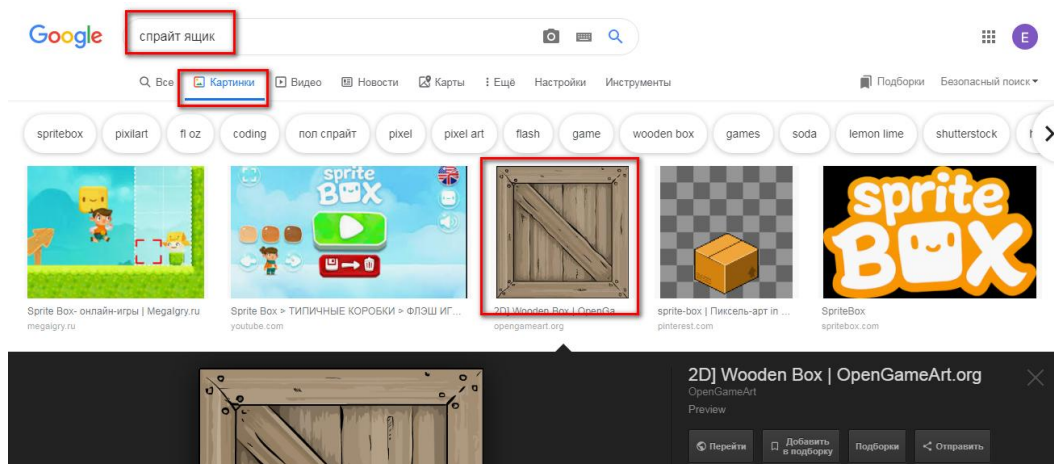 Google
спрайт ящик
E
Все Картинки Видео Новости Карты Ещё Настройки Инструменты Подборки Безопасный поиск
spritebox pixilart fl oz coding пол спрайт pixel pixel art flash game wooden box games soda lemon lime shutterstock
sprite
BOX
sprite
BOX
Sprite Box- онлайн-игры | MegaIgry.ru
megaigry.ru
Sprite Box > ТИПИЧНЫЕ КОРОБКИ > ФЛЭШ ИГ...
youtube.com
2D] Wooden Box | OpenGa...
opengameart.org
sprite-box | Пиксель-арт in ...
pinterest.com
SpriteBox
spritebox.com
2D] Wooden Box | OpenGameArt.org
OpenGameArt
Preview
Перейти
Добавить
в подборку
Подборки
Отправить